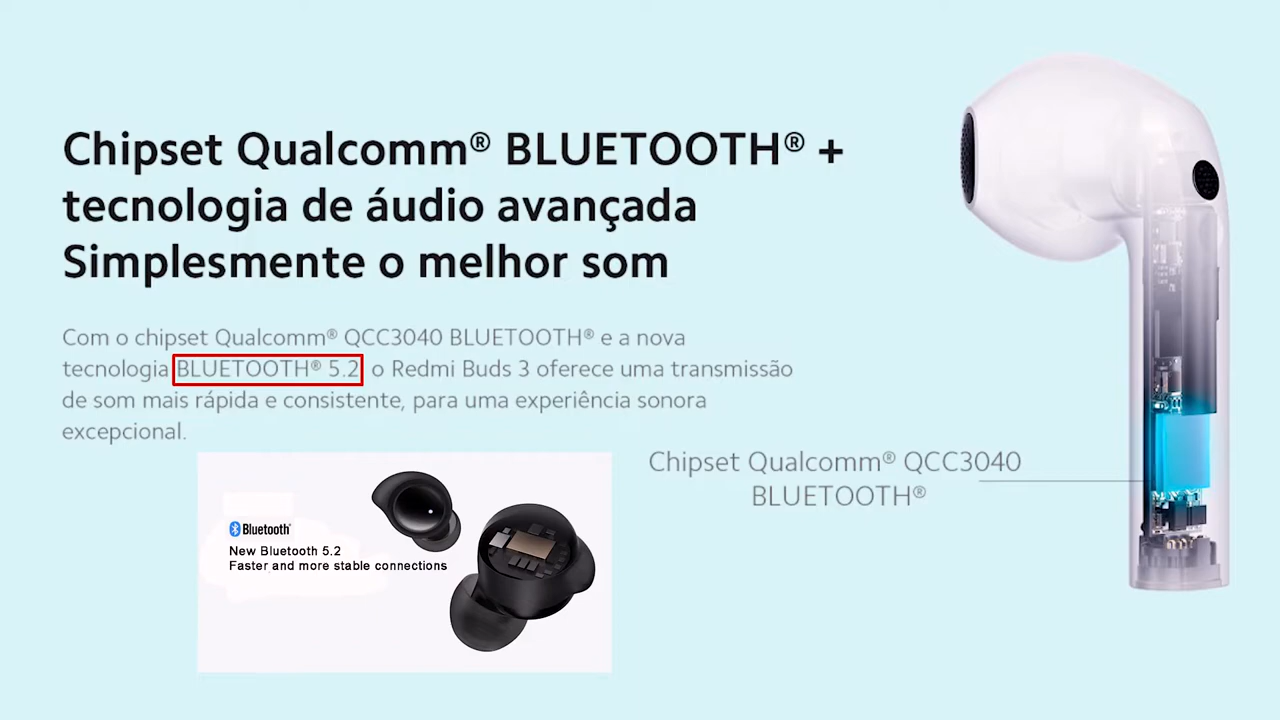 Chipset Qualcomm® BLUETOOTH® +
tecnologia de áudio avançada
Simplesmente o melhor som
Com o chipset Qualcomm® QCC3040 BLUETOOTH® e a nova
tecnologia BLUETOOTH® 5.2 o Redmi Buds 3 oferece uma transmissão
de som mais rápida e consistente, para uma experiência sonora
excepcional.
Chipset Qualcomm® QCC3040
BLUETOOTH®
Bluetooth®
New Bluetooth 5.2
Faster and more stable connections